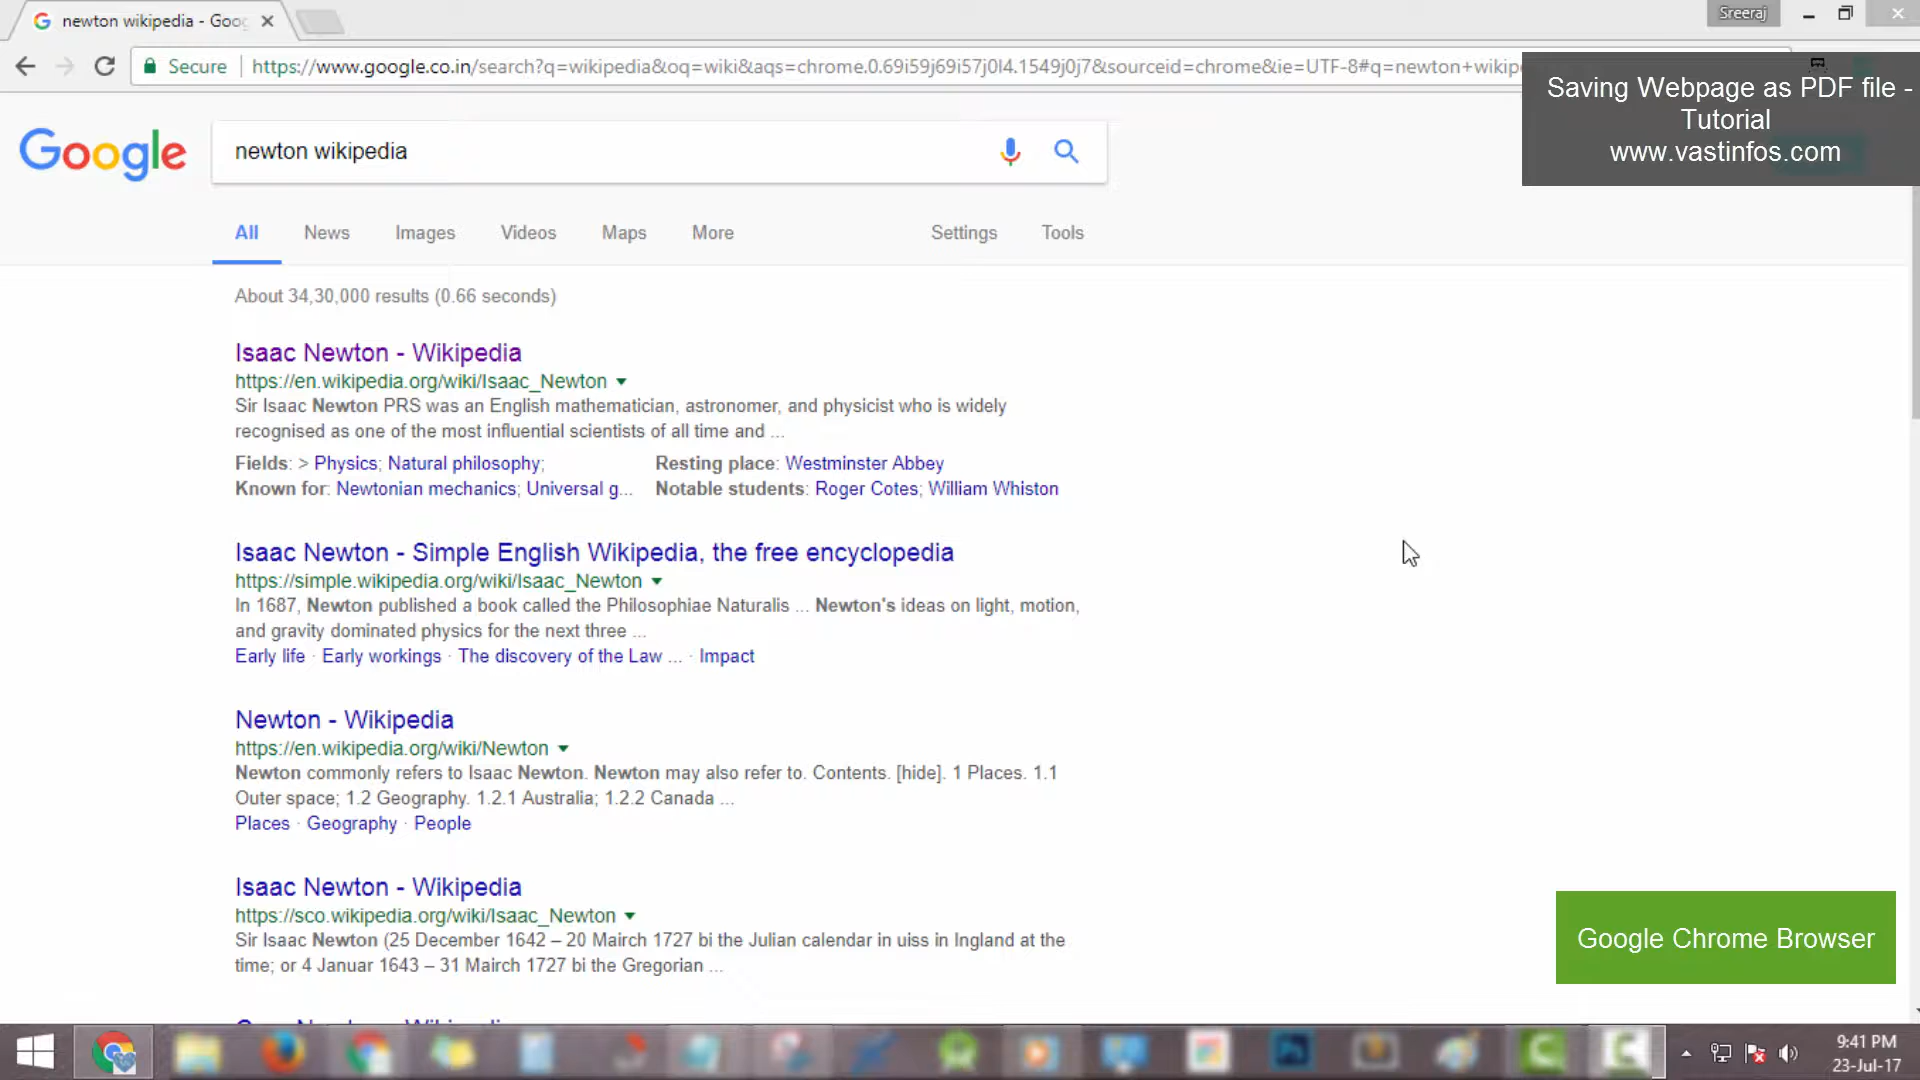 newton wikipedia - Goog
Sreeraj
Secure
https://www.google.co.in/search?q=wikipedia&oq=wiki&aqs=chrome.0.69i59j69i57j0l4.1549j0j7&sourceid=chrome&ie=UTF-8#q=newton+wikip
Saving Webpage as PDF file -
Tutorial
www.vastinfos.com
Google
newton wikipedia
All News Images Videos Maps More Settings Tools
About 34,30,000 results (0.66 seconds)
Isaac Newton - Wikipedia
https://en.wikipedia.org/wiki/Isaac_Newton
Sir Isaac Newton PRS was an English mathematician, astronomer, and physicist who is widely
recognised as one of the most influential scientists of all time and ...
Fields: > Physics; Natural philosophy; Resting place: Westminster Abbey
Known for: Newtonian mechanics; Universal g... Notable students: Roger Cotes; William Whiston
Isaac Newton - Simple English Wikipedia, the free encyclopedia
https://simple.wikipedia.org/wiki/Isaac_Newton
In 1687, Newton published a book called the Philosophiae Naturalis ... Newton's ideas on light, motion,
and gravity dominated physics for the next three ...
Early life · Early workings · The discovery of the Law ... · Impact
Newton - Wikipedia
https://en.wikipedia.org/wiki/Newton
Newton commonly refers to Isaac Newton. Newton may also refer to. Contents. [hide]. 1 Places. 1.1
Outer space; 1.2 Geography. 1.2.1 Australia; 1.2.2 Canada ...
Places · Geography · People
Isaac Newton - Wikipedia
https://sco.wikipedia.org/wiki/Isaac_Newton
Sir Isaac Newton (25 December 1642 – 20 Mairch 1727 bi the Julian calendar in uiss in Ingland at the
time; or 4 Januar 1643 – 31 Mairch 1727 bi the Gregorian ...
Google Chrome Browser
9:41 PM
23-Jul-17